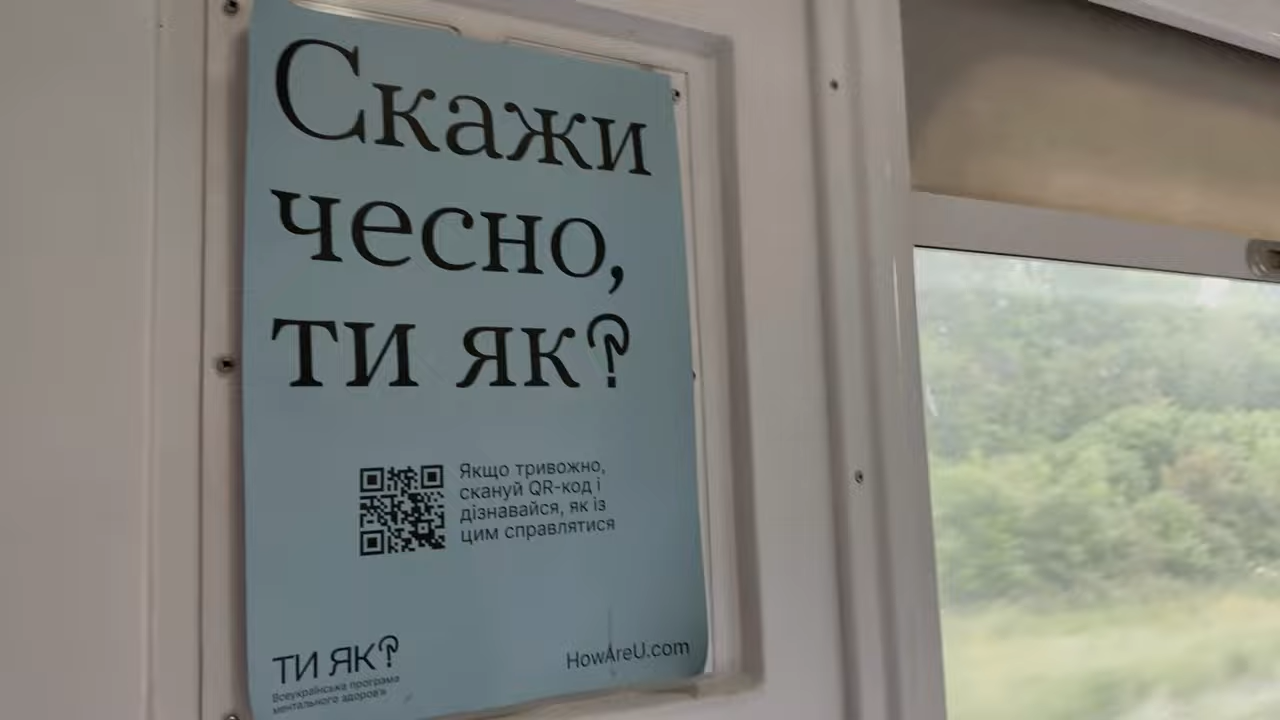 Скажи
чесно,
ти як?
Якщо тривожно,
скануй QR-код і
дізнавайся, як із
цим справлятися
ТИ ЯК?
Всеукраїнська програма
ментального здоров'я
HowAreU.com